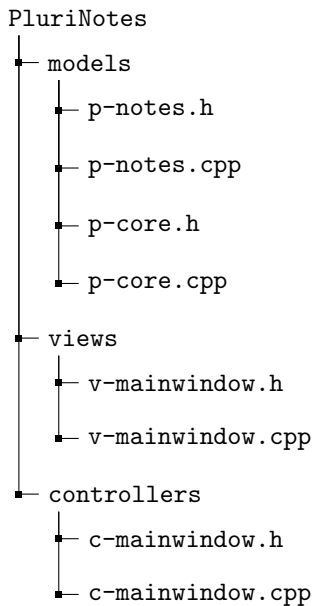 PluriNotes
models
p-notes.h
p-notes.cpp
p-core.h
p-core.cpp
views
v-mainwindow.h
v-mainwindow.cpp
controllers
c-mainwindow.h
c-mainwindow.cpp